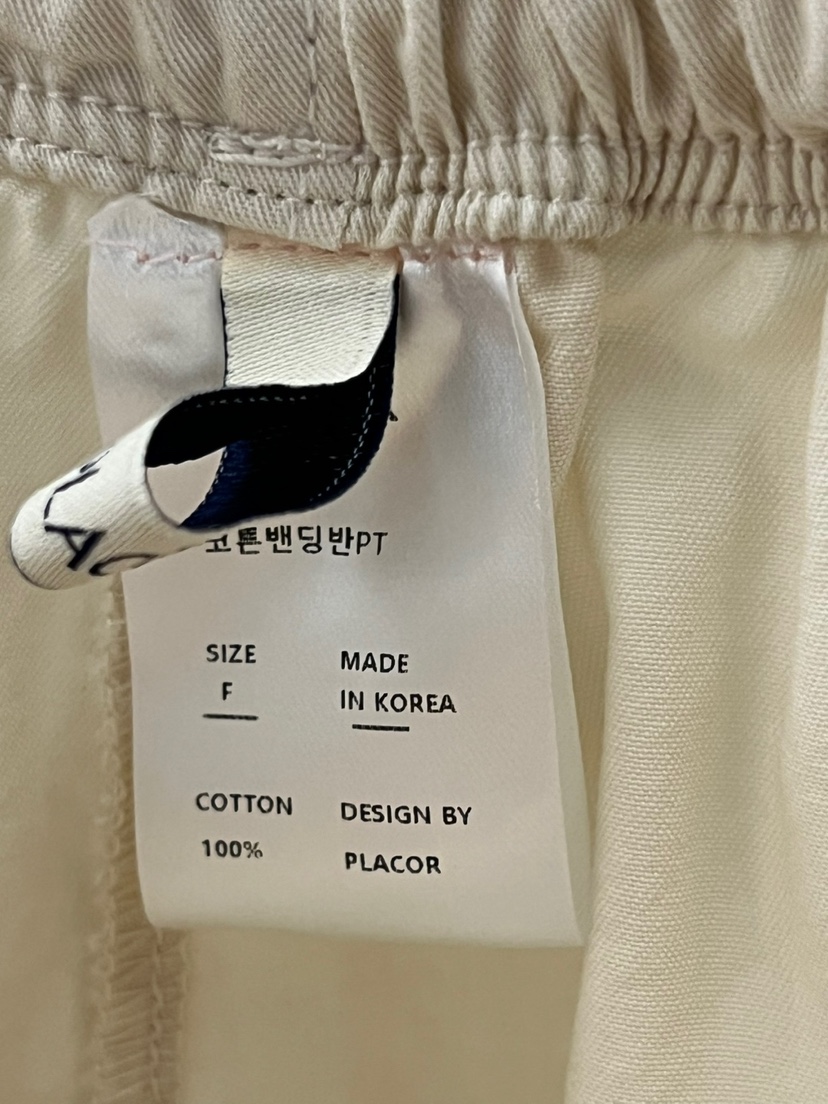 코튼밴딩반PT
SIZE
F
MADE
IN KOREA
COTTON
100%
DESIGN BY
PLACOR